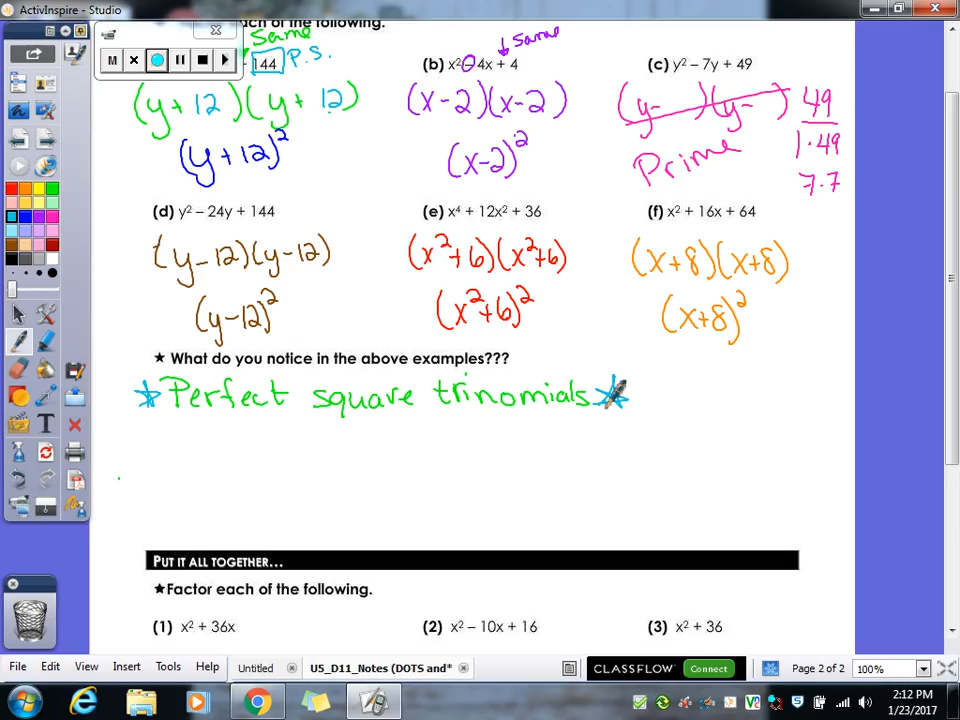 ActivInspire - Studio
each of the following.
Same
144 P.S.
(b) x² – 4x + 4
Same
(c) y² – 7y + 49
(y + 12)(y + 12)
(x - 2)(x - 2)
(y- )(y- )
49
1·49
7·7
(y + 12)²
(x-2)²
Prime
(d) y² – 24y + 144
(e) x⁴ + 12x² + 36
(f) x² + 16x + 64
(y-12)(y-12)
(x²+6)(x²+6)
(x+8)(x+8)
(y-12)²
(x²+6)²
(x+8)²
★ What do you notice in the above examples???
*Perfect square trinomials*
PUT IT ALL TOGETHER…
★Factor each of the following.
(1) x² + 36x
(2) x² – 10x + 16
(3) x² + 36
File Edit View Insert Tools Help
Untitled
U5_D11_Notes (DOTS and*
CLASSFLOW Connect
Page 2 of 2
100%
2:12 PM
1/23/2017